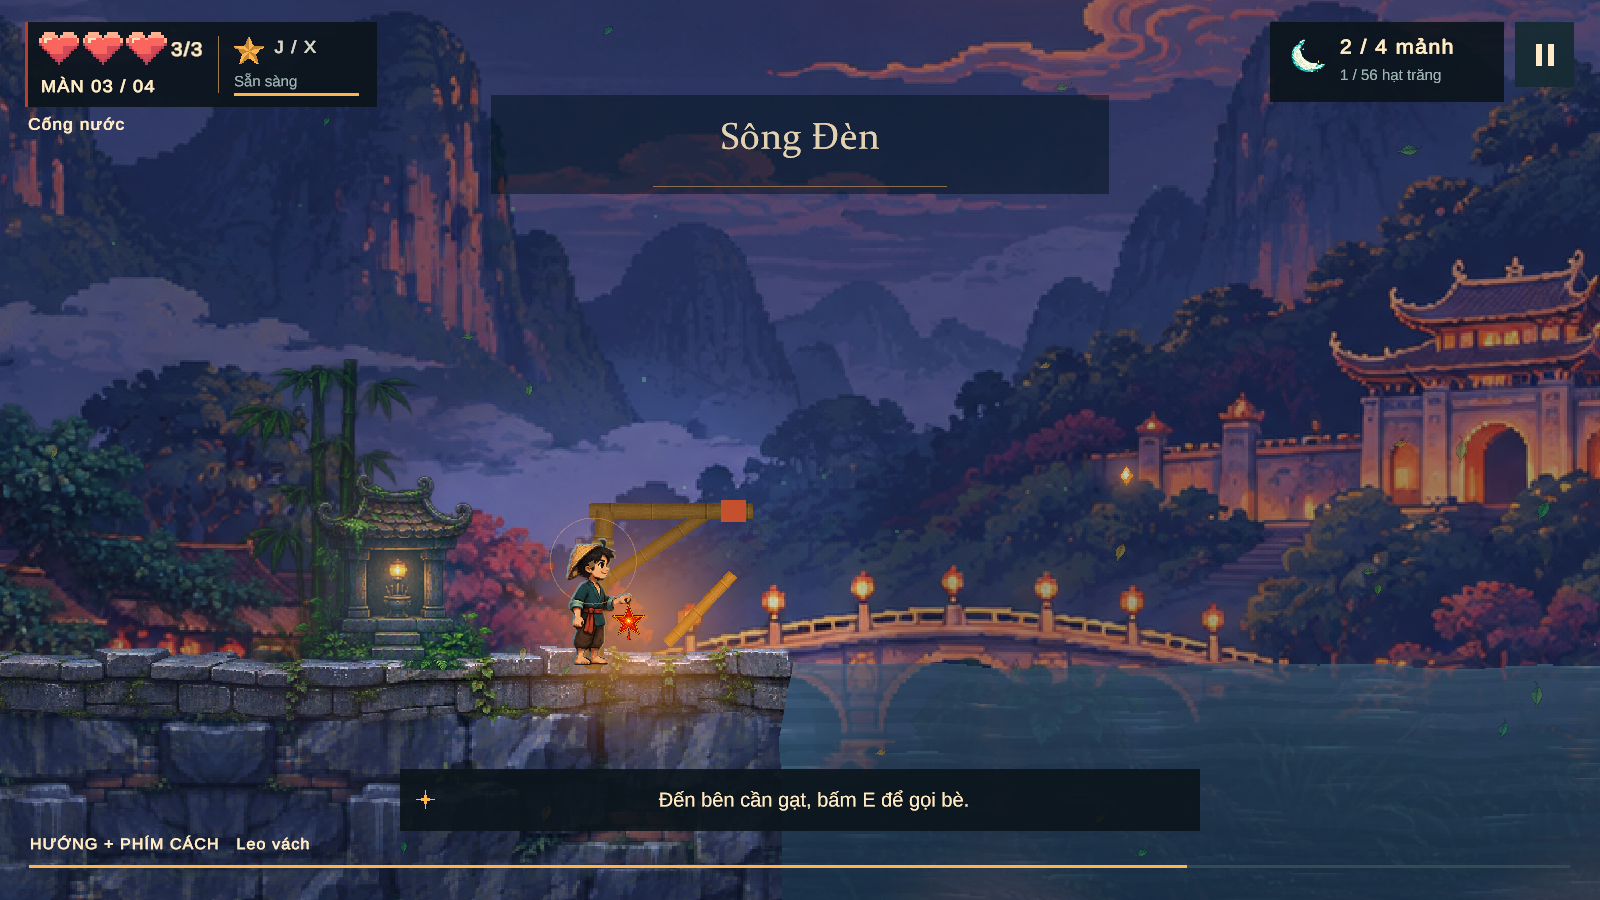 3/3
J / X
Sẵn sàng
MÀN 03 / 04
Cống nước
2 / 4 mảnh
1 / 56 hạt trăng
Sông Đèn
Đến bên cần gạt, bấm E để gọi bè.
HƯỚNG + PHÍM CÁCH Leo vách